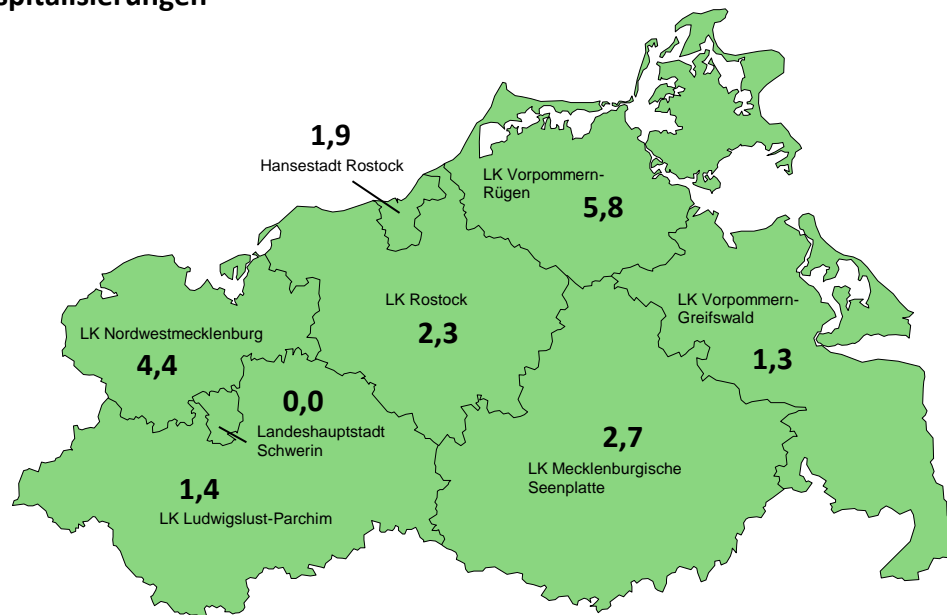 1,9
Hansestadt Rostock
LK Vorpommern-
Rügen
5,8
LK Rostock
2,3
LK Vorpommern-
Greifswald
1,3
LK Nordwestmecklenburg
4,4
0,0
Landeshauptstadt
Schwerin
2,7
LK Mecklenburgische
Seenplatte
1,4
LK Ludwigslust-Parchim